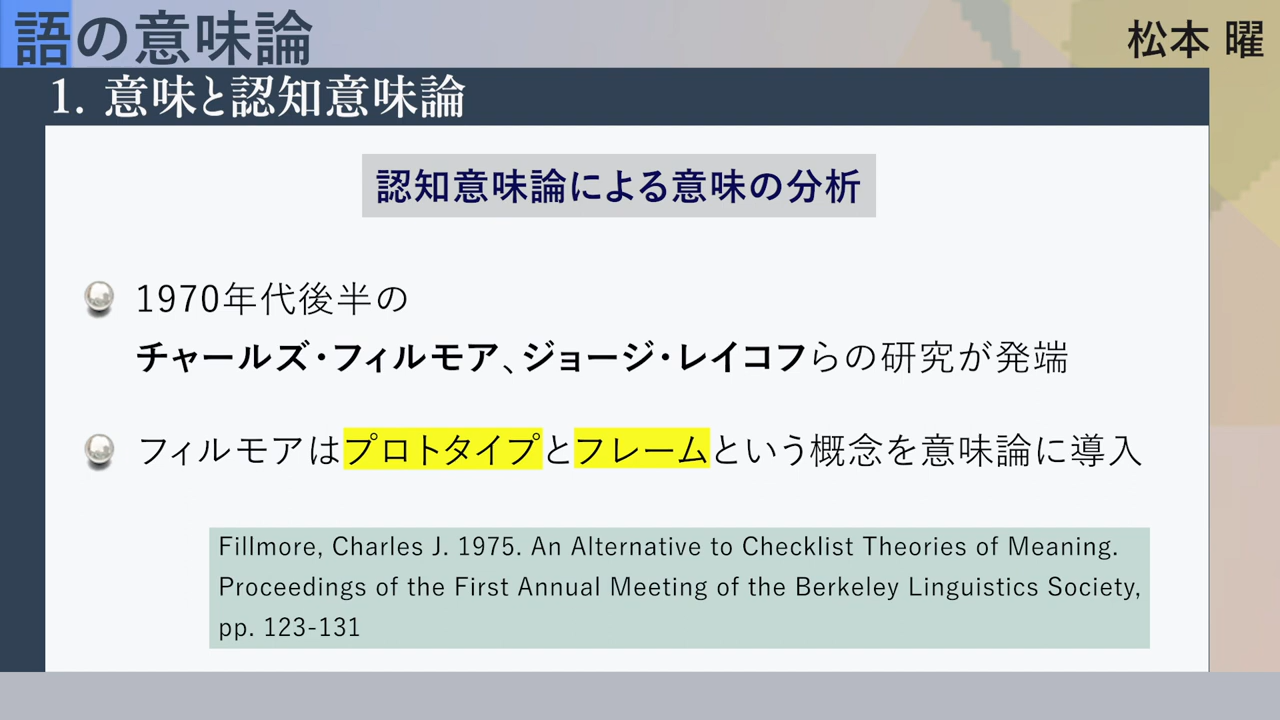 語の意味論
松本 曜
1. 意味と認知意味論
認知意味論による意味の分析
1970年代後半の
チャールズ・フィルモア、ジョージ・レイコフらの研究が発端
フィルモアはプロトタイプとフレームという概念を意味論に導入
Fillmore, Charles J. 1975. An Alternative to Checklist Theories of Meaning.
Proceedings of the First Annual Meeting of the Berkeley Linguistics Society,
pp. 123-131